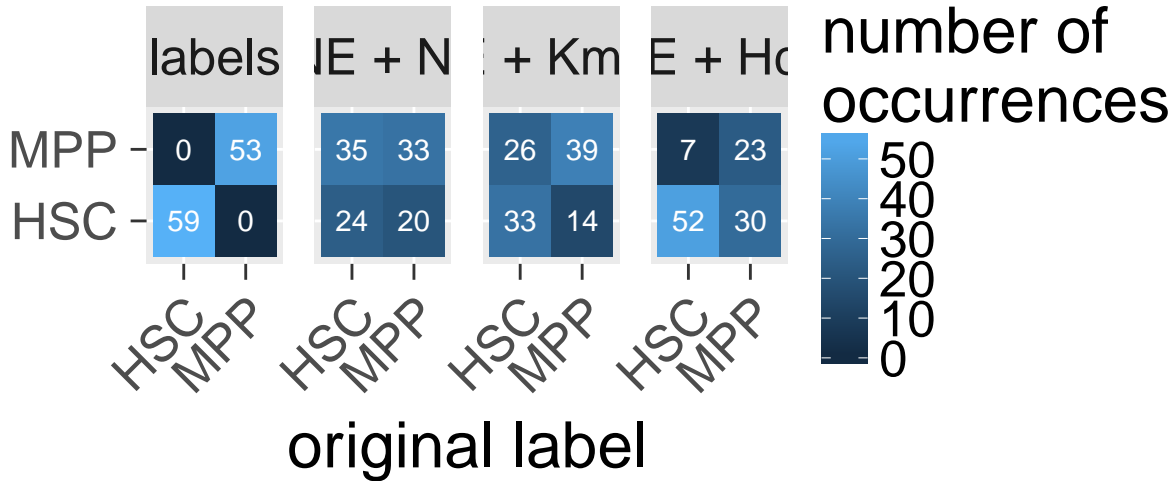 number of
occurrences
labels NE + N E + Km E + Ho
MPP 0 53 35 33 26 39 7 23
HSC 59 0 24 20 33 14 52 30
50
40
30
20
10
0
HSC MPP HSC MPP HSC MPP HSC MPP
original label